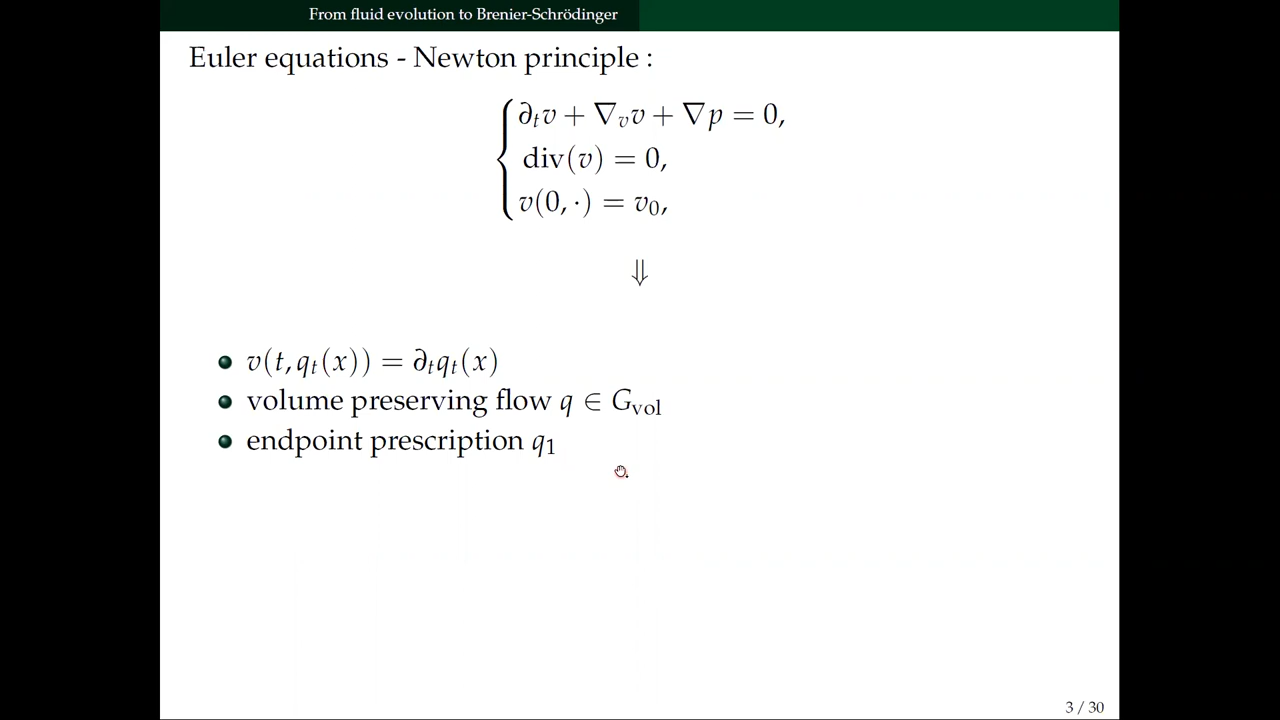 From fluid evolution to Brenier-Schrödinger
Euler equations - Newton principle :
∂ₜv + ∇ᵥv + ∇p = 0,
div(v) = 0,
v(0, ·) = v₀,
⇓
• v(t, qₜ(x)) = ∂ₜqₜ(x)
• volume preserving flow q ∈ G_vol
• endpoint prescription q₁
3 / 30